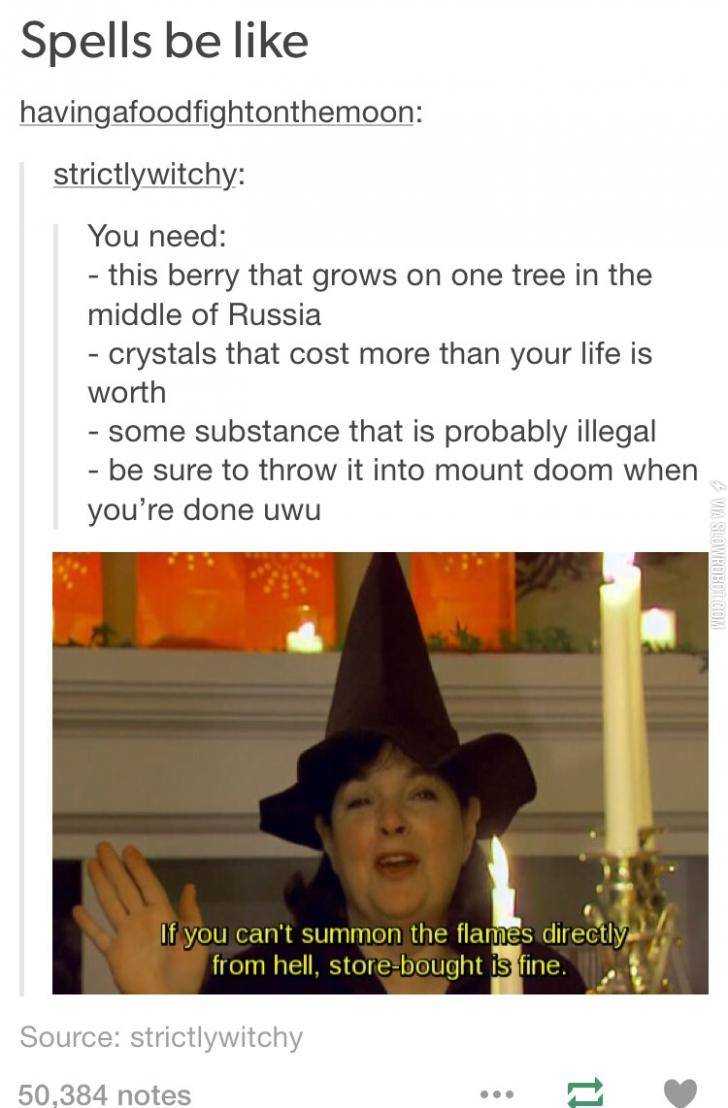 Spells be like
havingafoodfightonthemoon:
strictlywitchy:
You need:
- this berry that grows on one tree in the
middle of Russia
- crystals that cost more than your life is
worth
- some substance that is probably illegal
- be sure to throw it into mount doom when
you’re done uwu
If you can't summon the flames directly
from hell, store-bought is fine.
Source: strictlywitchy
50,384 notes
VIA SLOWROBOT.COM